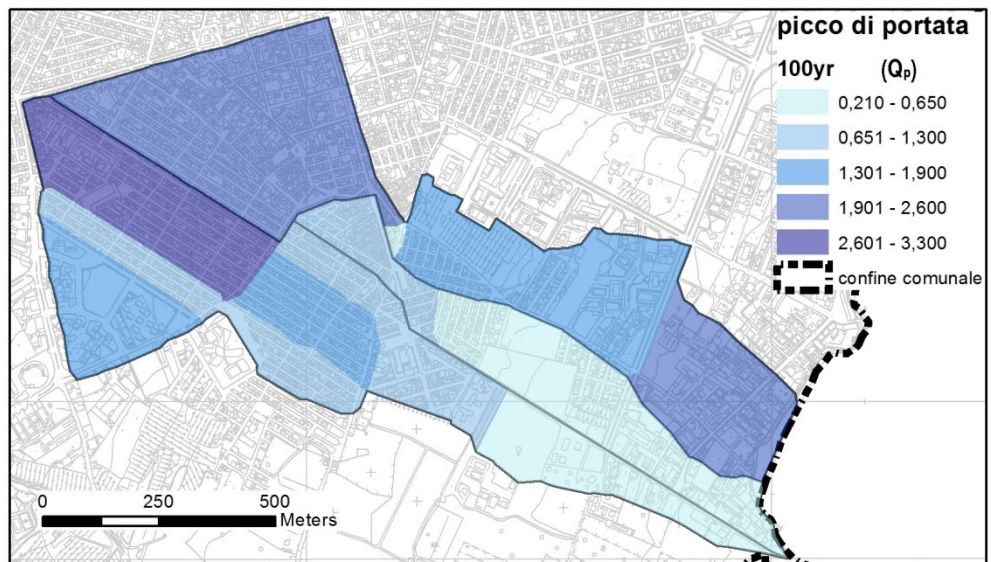 picco di portata
100yr (Qₚ)
0,210 - 0,650
0,651 - 1,300
1,301 - 1,900
1,901 - 2,600
2,601 - 3,300
confine comunale
0 250 500
Meters